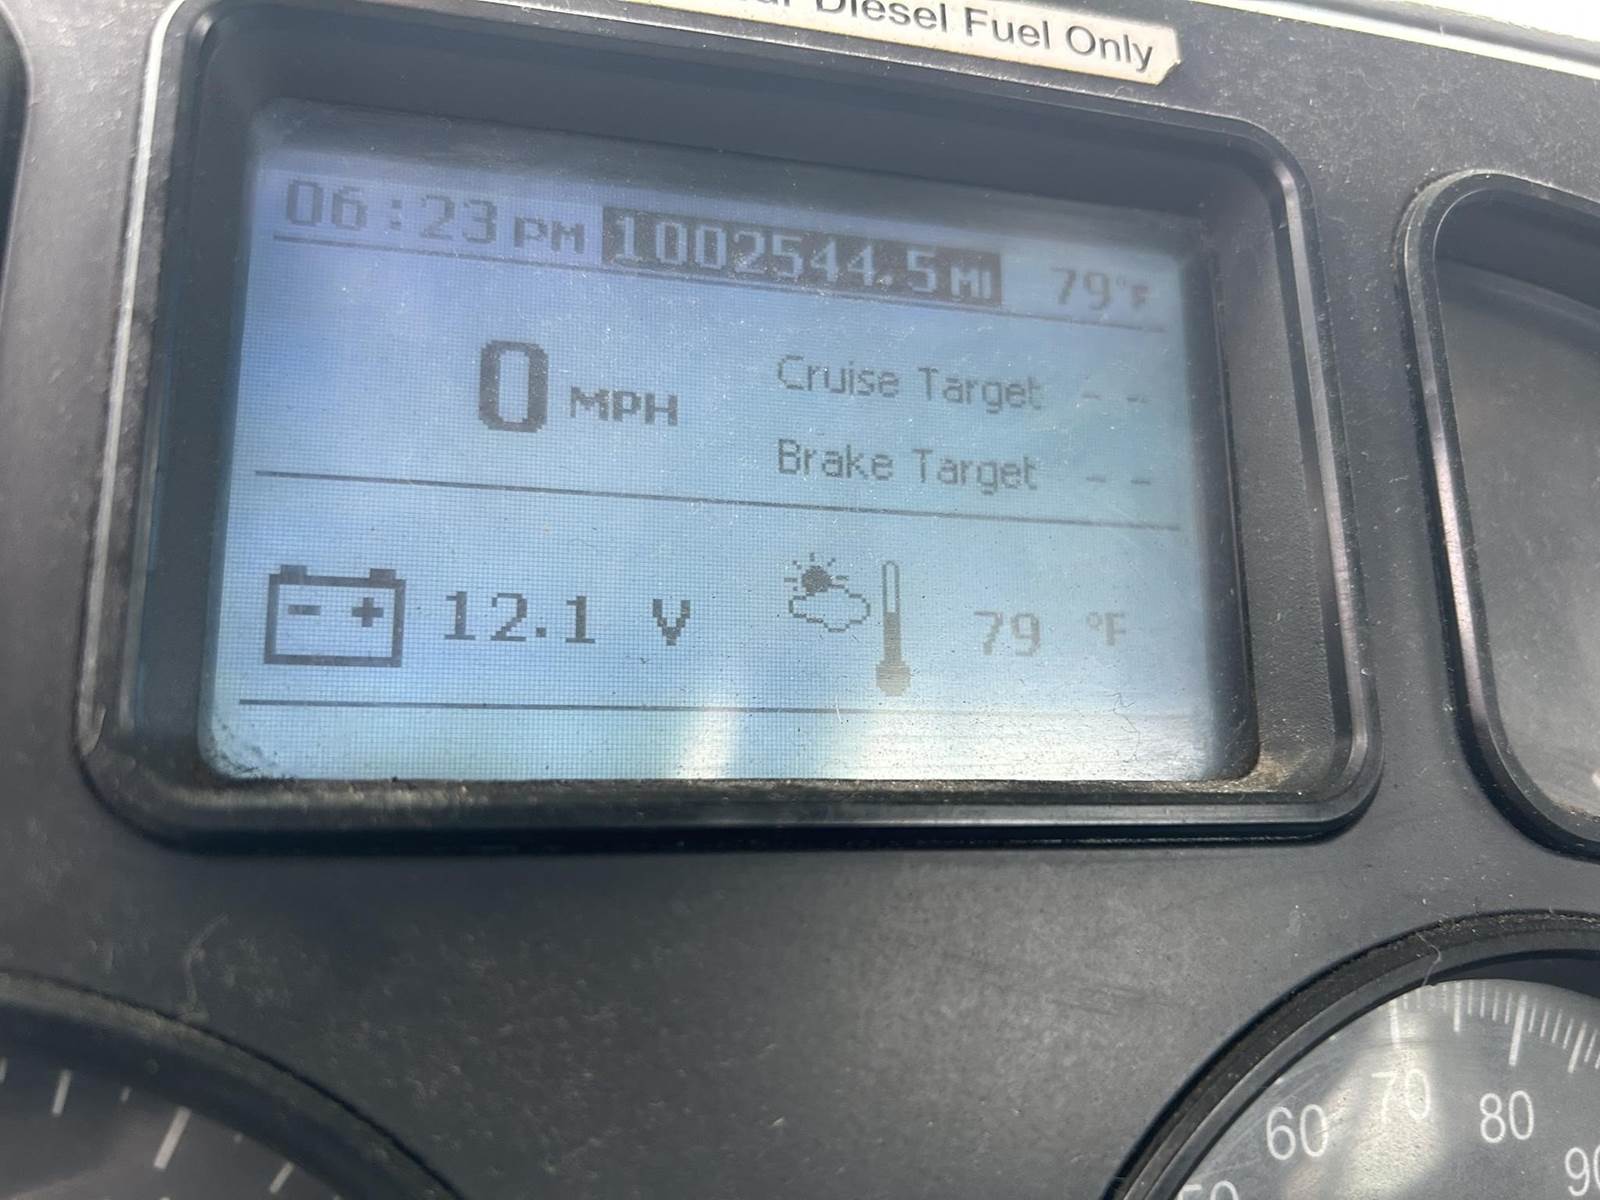 Diesel Fuel Only
06:23 PM 1002544.5 MI 79°F
0 MPH
Cruise Target - -
Brake Target - -
- + 12.1 V 79 °F
60 70 80